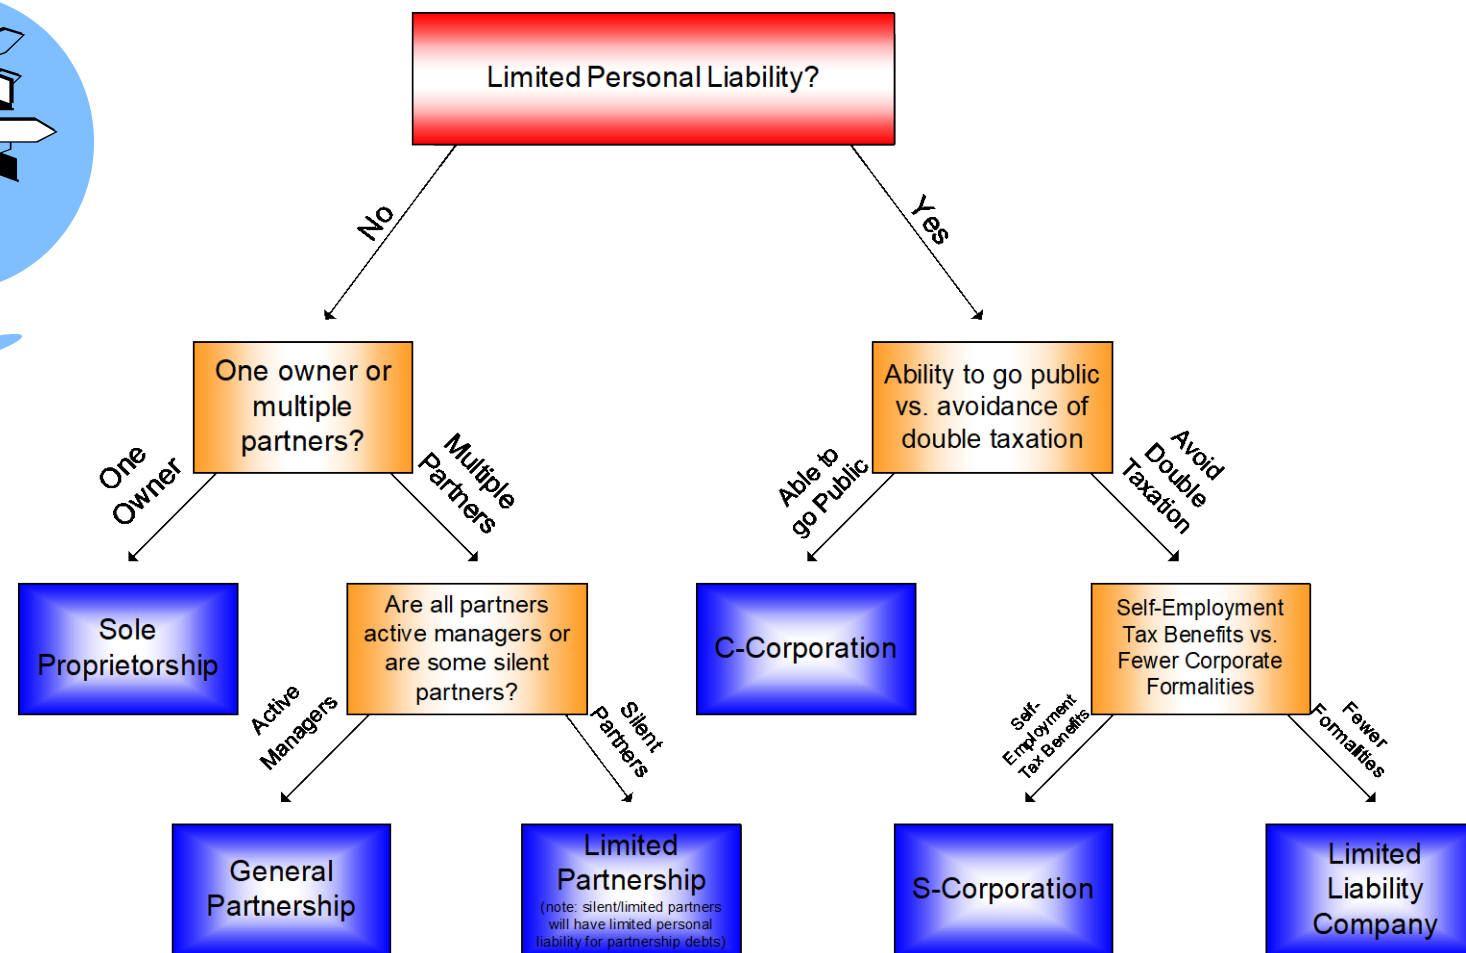 Limited Personal Liability?
No
Yes
One owner or
multiple
partners?
Ability to go public
vs. avoidance of
double taxation
One
Owner
Multiple
Partners
Able to
go Public
Avoid
Double
Taxation
Sole
Proprietorship
Are all partners
active managers or
are some silent
partners?
C-Corporation
Self-Employment
Tax Benefits vs.
Fewer Corporate
Formalities
Active
Managers
Silent
Partners
Self-
Employment
Tax Benefits
Fewer
Formalities
General
Partnership
Limited
Partnership
(note: silent/limited partners
will have limited personal
liability for partnership debts)
S-Corporation
Limited
Liability
Company